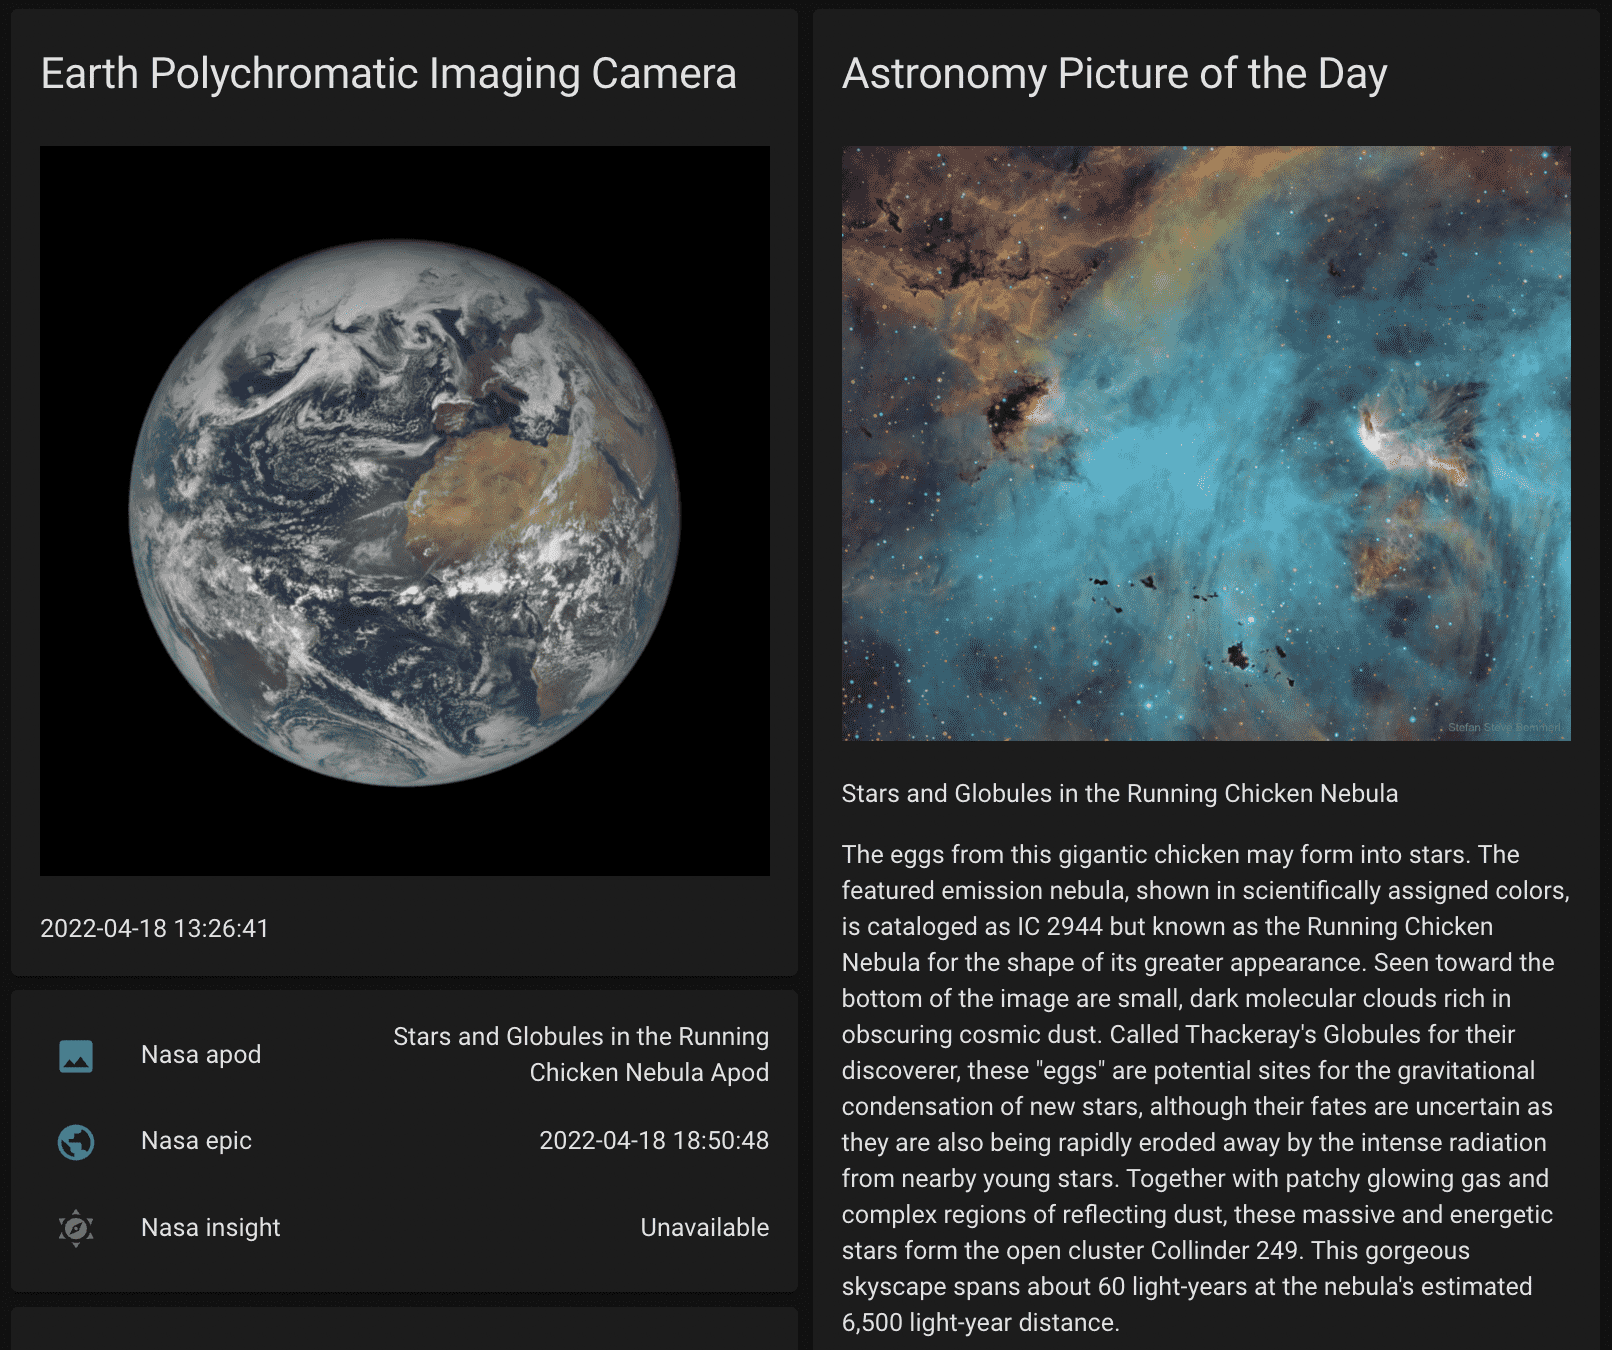 Earth Polychromatic Imaging Camera
2022-04-18 13:26:41
Nasa apod
Stars and Globules in the Running
Chicken Nebula Apod
Nasa epic
2022-04-18 18:50:48
Nasa insight
Unavailable
Astronomy Picture of the Day
Stefan Steve Bemmerl
Stars and Globules in the Running Chicken Nebula
The eggs from this gigantic chicken may form into stars. The
featured emission nebula, shown in scientifically assigned colors,
is cataloged as IC 2944 but known as the Running Chicken
Nebula for the shape of its greater appearance. Seen toward the
bottom of the image are small, dark molecular clouds rich in
obscuring cosmic dust. Called Thackeray's Globules for their
discoverer, these "eggs" are potential sites for the gravitational
condensation of new stars, although their fates are uncertain as
they are also being rapidly eroded away by the intense radiation
from nearby young stars. Together with patchy glowing gas and
complex regions of reflecting dust, these massive and energetic
stars form the open cluster Collinder 249. This gorgeous
skyscape spans about 60 light-years at the nebula's estimated
6,500 light-year distance.